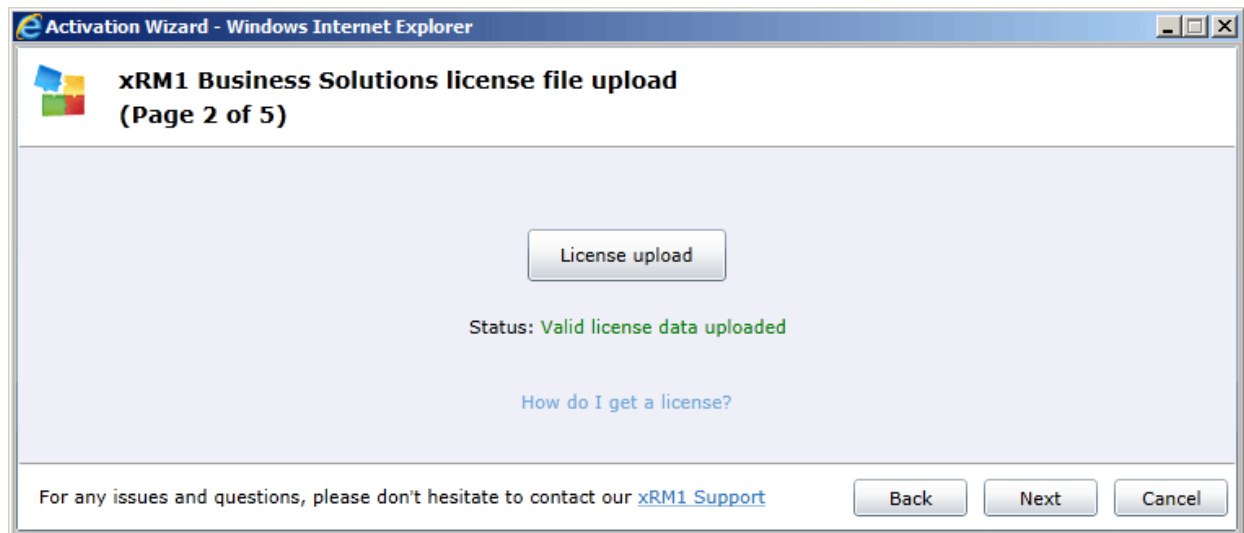 Activation Wizard - Windows Internet Explorer
xRM1 Business Solutions license file upload
(Page 2 of 5)
License upload
Status: Valid license data uploaded
How do I get a license?
For any issues and questions, please don't hesitate to contact our xRM1 Support
Back
Next
Cancel